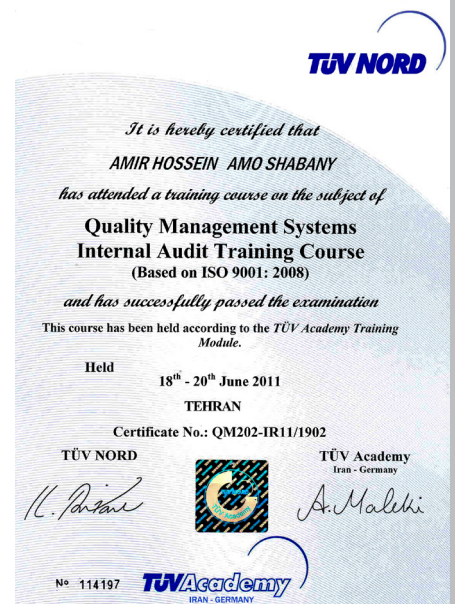 TÜV NORD
It is hereby certified that
AMIR HOSSEIN AMO SHABANY
has attended a training course on the subject of
Quality Management Systems
Internal Audit Training Course
(Based on ISO 9001: 2008)
and has successfully passed the examination
This course has been held according to the TÜV Academy Training
Module.
Held
18th - 20th June 2011
TEHRAN
Certificate No.: QM202-IR11/1902
TÜV NORD
TÜV Academy
Iran - Germany
A. Maleki
TÜV ACADEMY
Nº 114197
TÜVAcademy
IRAN - GERMANY